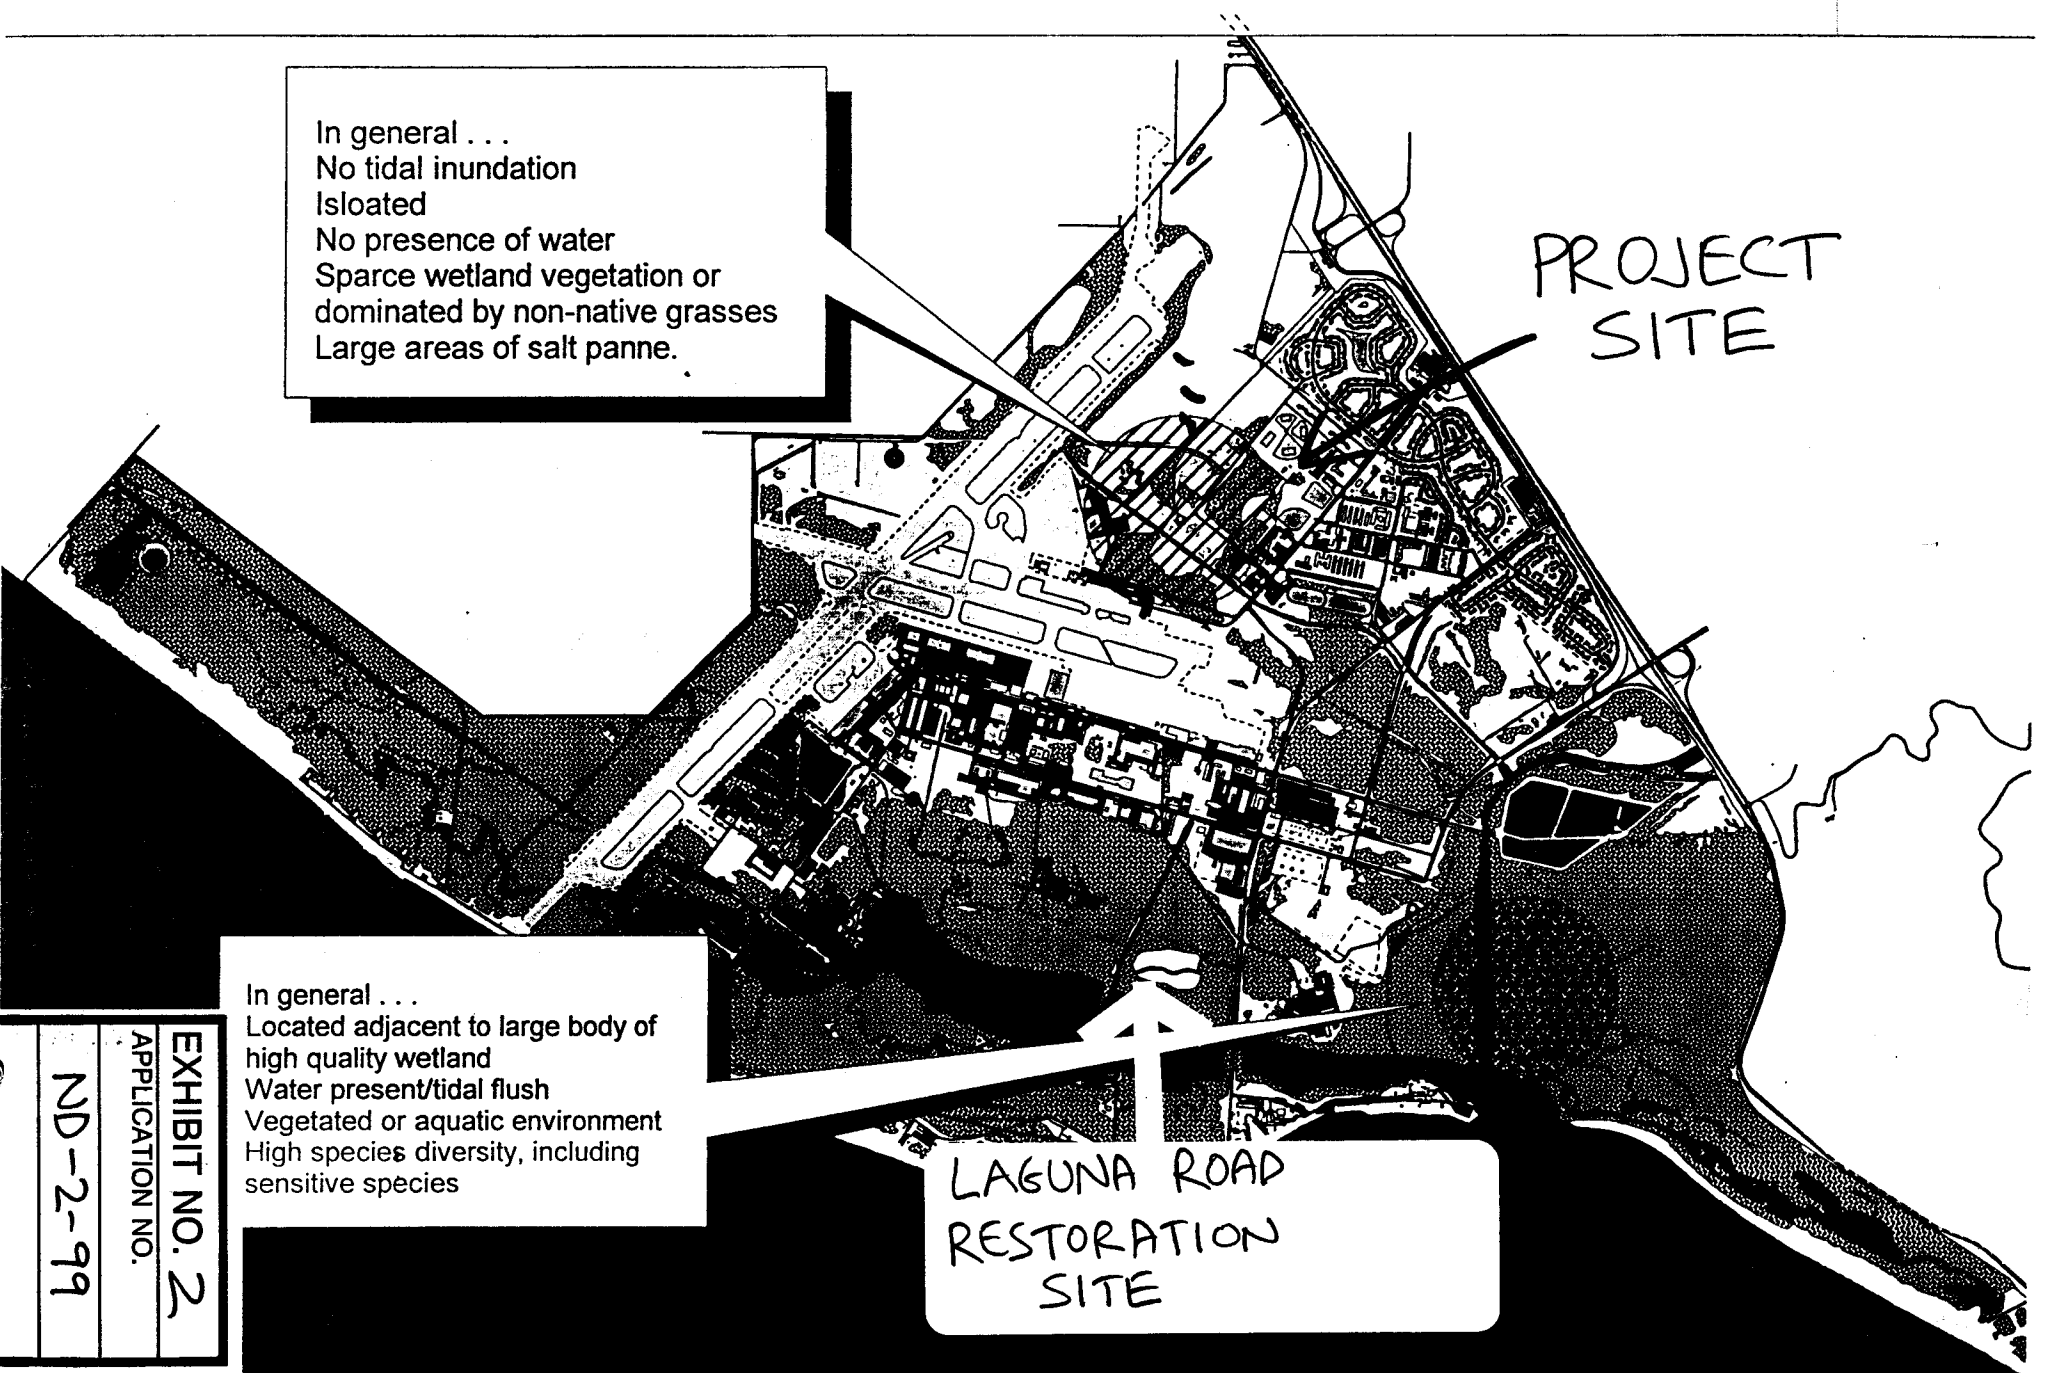 In general . . .
No tidal inundation
Isloated
No presence of water
Sparce wetland vegetation or
dominated by non-native grasses
Large areas of salt panne.
PROJECT
SITE
In general . . .
Located adjacent to large body of
high quality wetland
Water present/tidal flush
Vegetated or aquatic environment
High species diversity, including
sensitive species
LAGUNA ROAD
RESTORATION
SITE
EXHIBIT NO. 2
APPLICATION NO.
ND-2-99